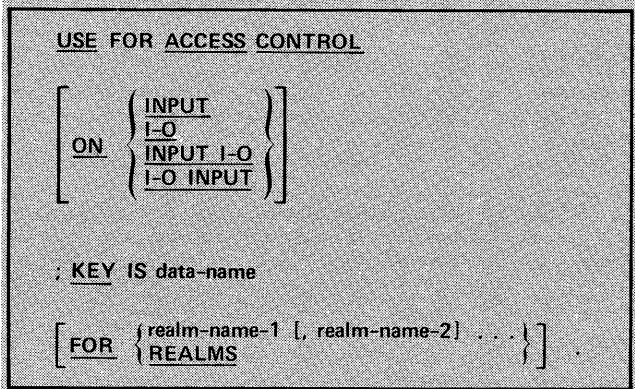 USE FOR ACCESS CONTROL
INPUT
I-O
ON
INPUT I-O
I-O INPUT
; KEY IS data-name
[FOR {realm-name-1 [, realm-name-2] . . .
REALMS}] .